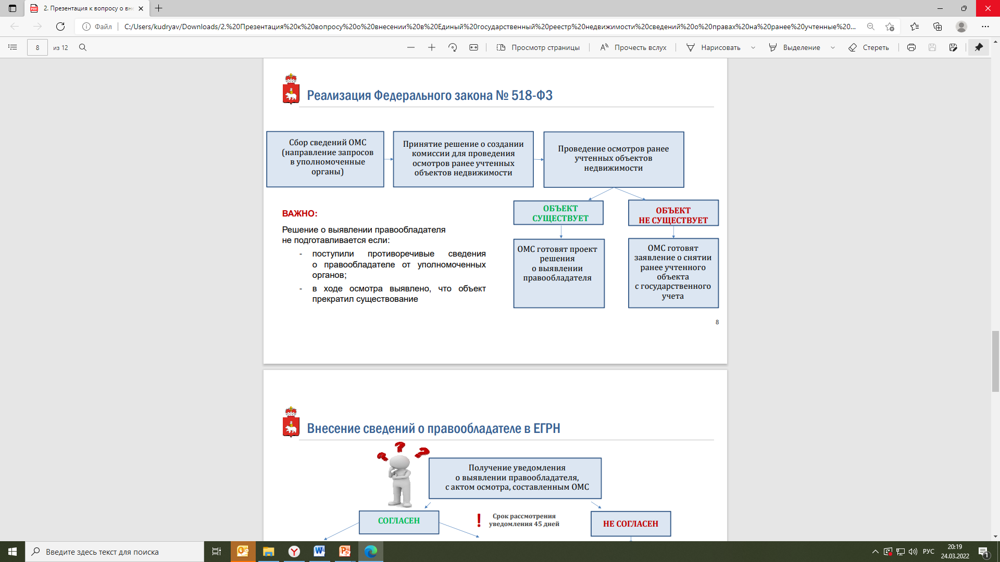 2. Презентация к вопросу о вне
Файл
C:/Users/kudryav/Downloads/2.%20Презентация%20к%20вопросу%20о%20внесении%20в%20Единый%20государственный%20реестр%20недвижимости%20сведений%20о%20правах%20на%20ранее%20учтенные%20...
8
из 12
Просмотр страницы
Прочесть вслух
Нарисовать
Выделение
Стереть
Реализация Федерального закона № 518-ФЗ
Сбор сведений ОМС
(направление запросов
в уполномоченные
органы)
Принятие решение о создании
комиссии для проведения
осмотров ранее учтенных
объектов недвижимости
Проведение осмотров ранее
учтенных объектов
недвижимости
ОБЪЕКТ
СУЩЕСТВУЕТ
ОБЪЕКТ
НЕ СУЩЕСТВУЕТ
ВАЖНО:
Решение о выявлении правообладателя
не подготавливается если:
- поступили противоречивые сведения
о правообладателе от уполномоченных
органов;
- в ходе осмотра выявлено, что объект
прекратил существование
ОМС готовят проект
решения
о выявлении
правообладателя
ОМС готовят
заявление о снятии
ранее учтенного
объекта
с государственного
учета
8
Внесение сведений о правообладателе в ЕГРН
? ? ?
Получение уведомления
о выявлении правообладателя,
с актом осмотра, составленным ОМС
СОГЛАСЕН
! Срок рассмотрения
уведомления 45 дней
НЕ СОГЛАСЕН
Введите здесь текст для поиска
РУС
20:19
24.03.2022
1